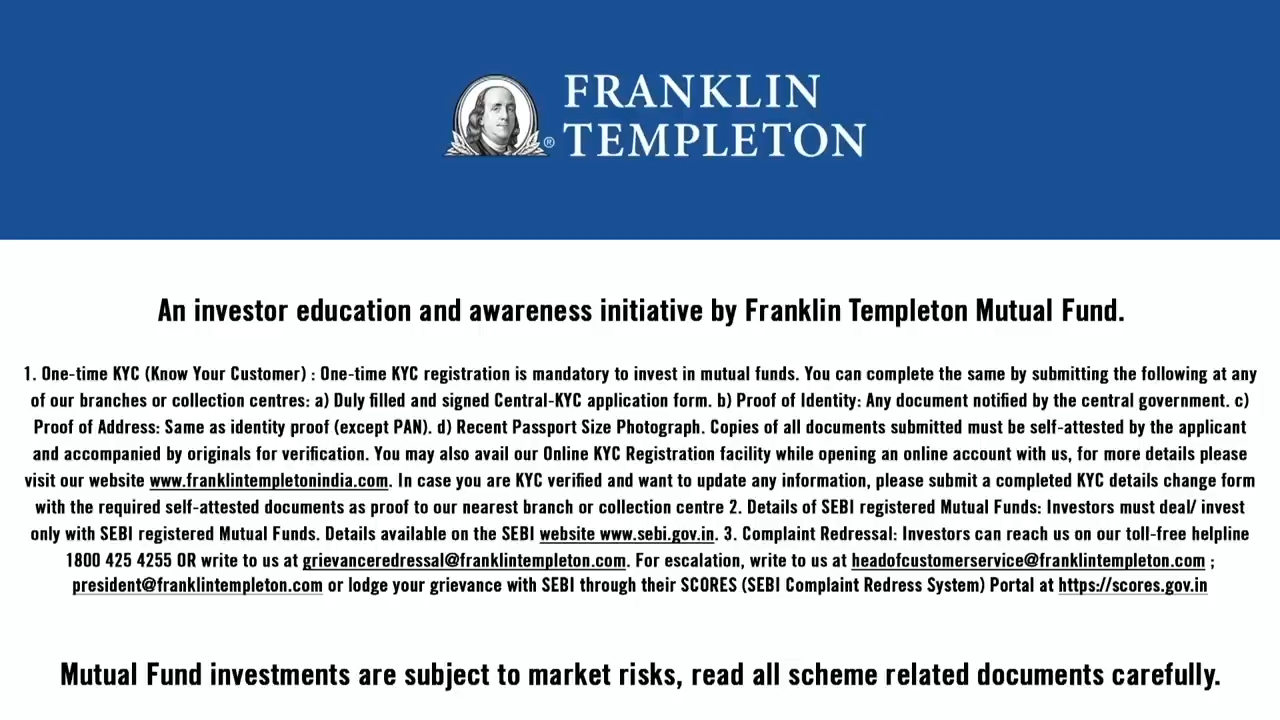 FRANKLIN
TEMPLETON
®
An investor education and awareness initiative by Franklin Templeton Mutual Fund.
1. One-time KYC (Know Your Customer) : One-time KYC registration is mandatory to invest in mutual funds. You can complete the same by submitting the following at any
of our branches or collection centres: a) Duly filled and signed Central-KYC application form. b) Proof of Identity: Any document notified by the central government. c)
Proof of Address: Same as identity proof (except PAN). d) Recent Passport Size Photograph. Copies of all documents submitted must be self-attested by the applicant
and accompanied by originals for verification. You may also avail our Online KYC Registration facility while opening an online account with us, for more details please
visit our website www.franklintempletonindia.com. In case you are KYC verified and want to update any information, please submit a completed KYC details change form
with the required self-attested documents as proof to our nearest branch or collection centre 2. Details of SEBI registered Mutual Funds: Investors must deal/ invest
only with SEBI registered Mutual Funds. Details available on the SEBI website www.sebi.gov.in. 3. Complaint Redressal: Investors can reach us on our toll-free helpline
1800 425 4255 OR write to us at grievanceredressal@franklintempleton.com. For escalation, write to us at headofcustomerservice@franklintempleton.com ;
president@franklintempleton.com or lodge your grievance with SEBI through their SCORES (SEBI Complaint Redress System) Portal at https://scores.gov.in
Mutual Fund investments are subject to market risks, read all scheme related documents carefully.